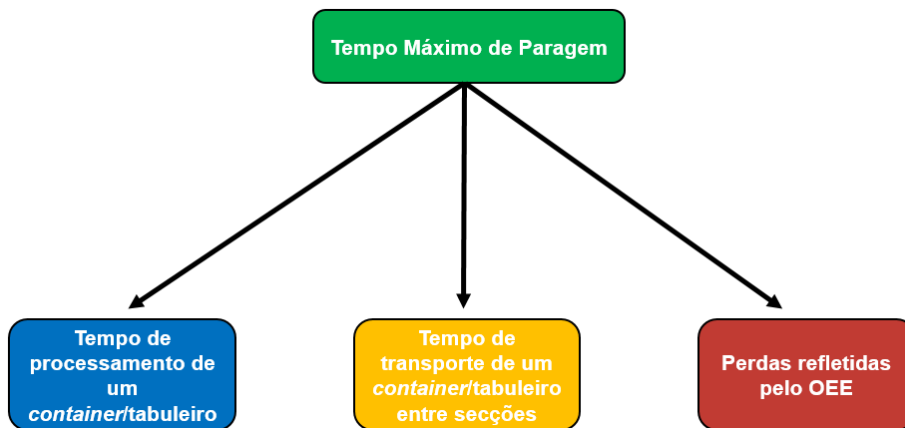 Tempo Máximo de Paragem
Tempo de
processamento de
um
container/tabuleiro
Tempo de
transporte de um
container/tabuleiro
entre secções
Perdas refletidas
pelo OEE